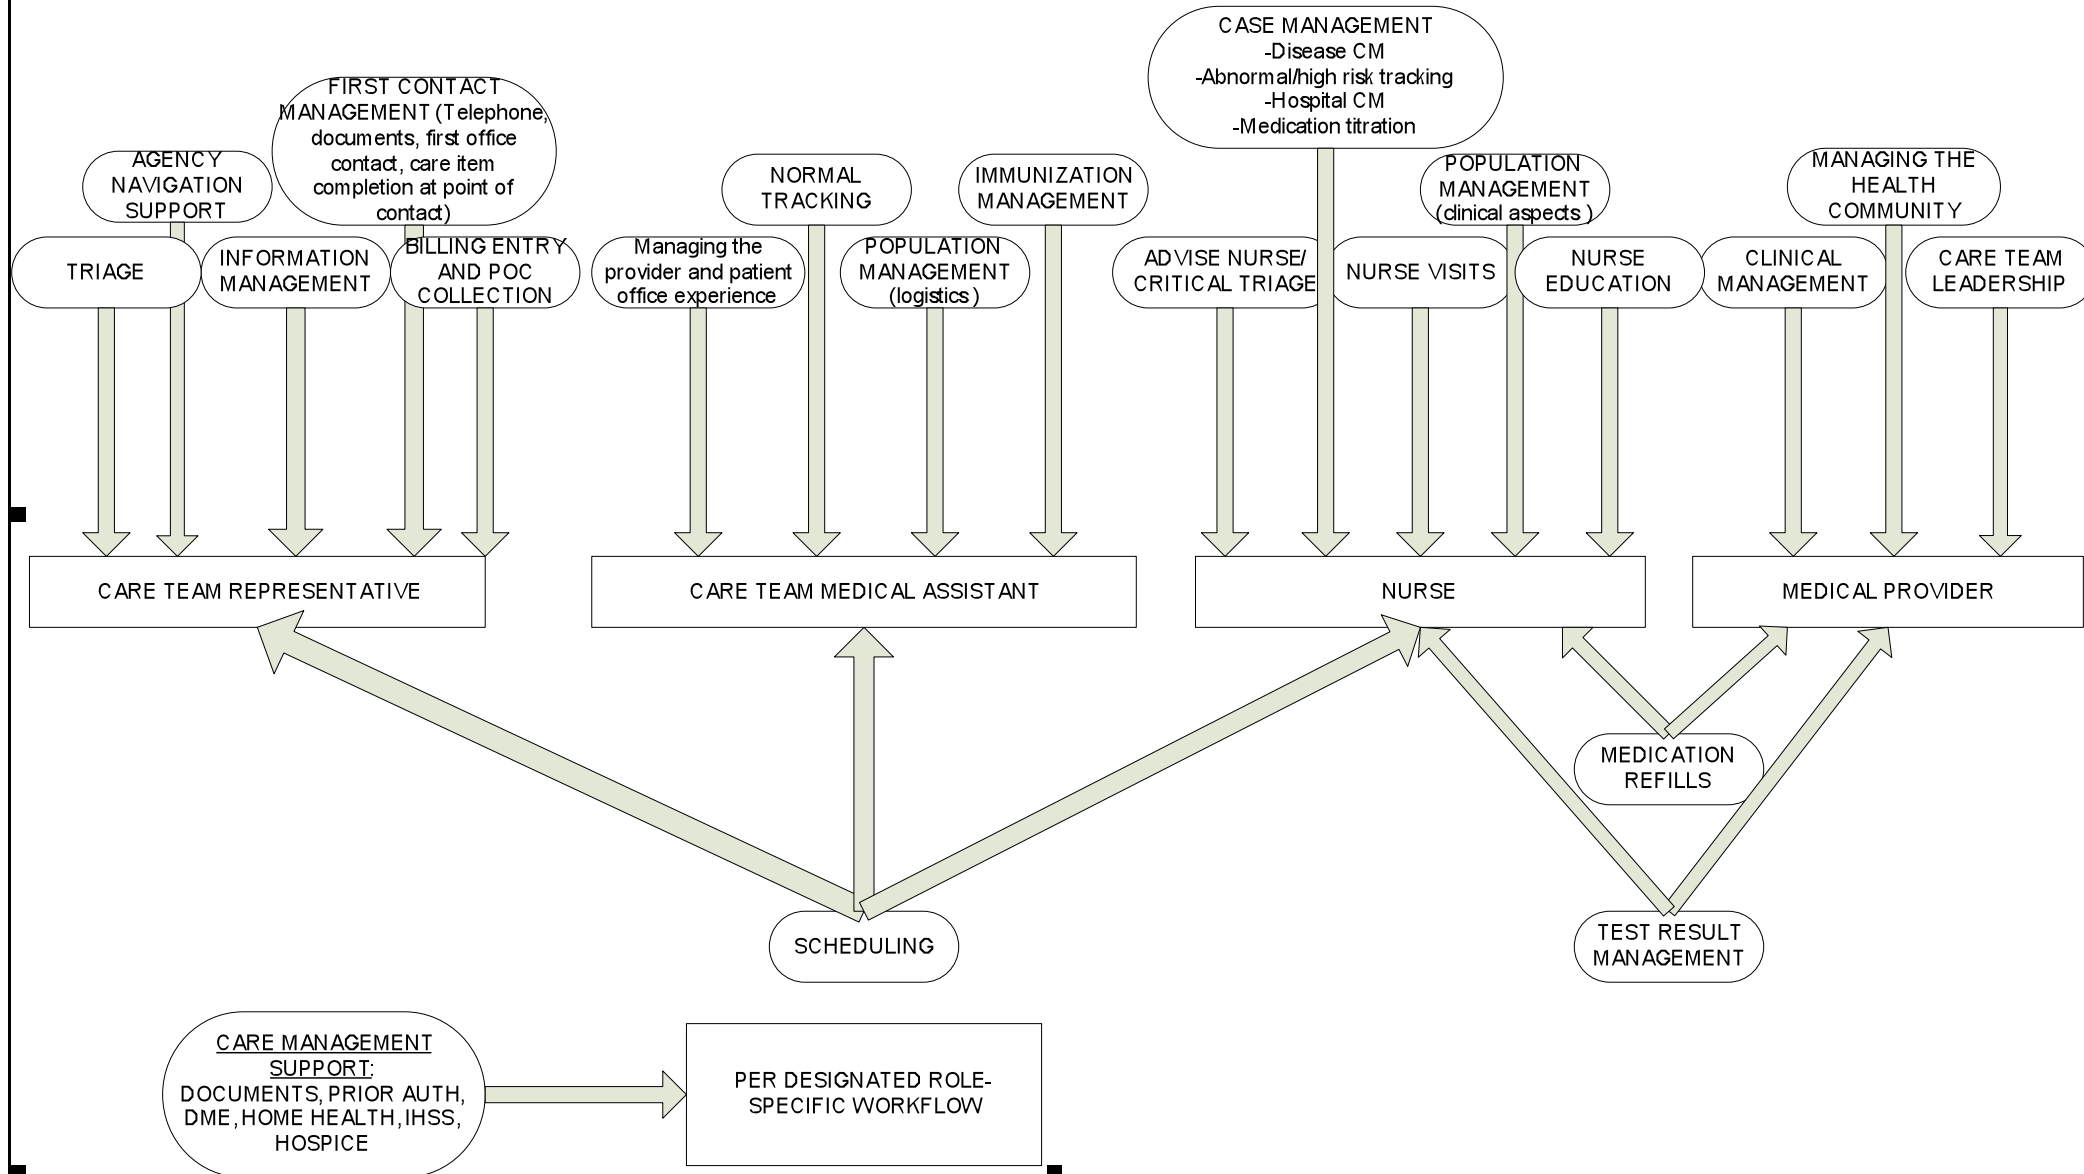 CASE MANAGEMENT
-Disease CM
-Abnormal/high risk tracking
-Hospital CM
-Medication titration
FIRST CONTACT
MANAGEMENT (Telephone,
documents, first office
contact, care item
completion at point of
contact)
AGENCY
NAVIGATION
SUPPORT
NORMAL
TRACKING
IMMUNIZATION
MANAGEMENT
POPULATION
MANAGEMENT
(clinical aspects )
MANAGING THE
HEALTH
COMMUNITY
TRIAGE
INFORMATION
MANAGEMENT
BILLING ENTRY
AND POC
COLLECTION
Managing the
provider and patient
office experience
POPULATION
MANAGEMENT
(logistics )
ADVISE NURSE/
CRITICAL TRIAGE
NURSE VISITS
NURSE
EDUCATION
CLINICAL
MANAGEMENT
CARE TEAM
LEADERSHIP
CARE TEAM REPRESENTATIVE
CARE TEAM MEDICAL ASSISTANT
NURSE
MEDICAL PROVIDER
MEDICATION
REFILLS
SCHEDULING
TEST RESULT
MANAGEMENT
CARE MANAGEMENT
SUPPORT:
DOCUMENTS, PRIOR AUTH,
DME, HOME HEALTH, IHSS,
HOSPICE
PER DESIGNATED ROLE-
SPECIFIC WORKFLOW